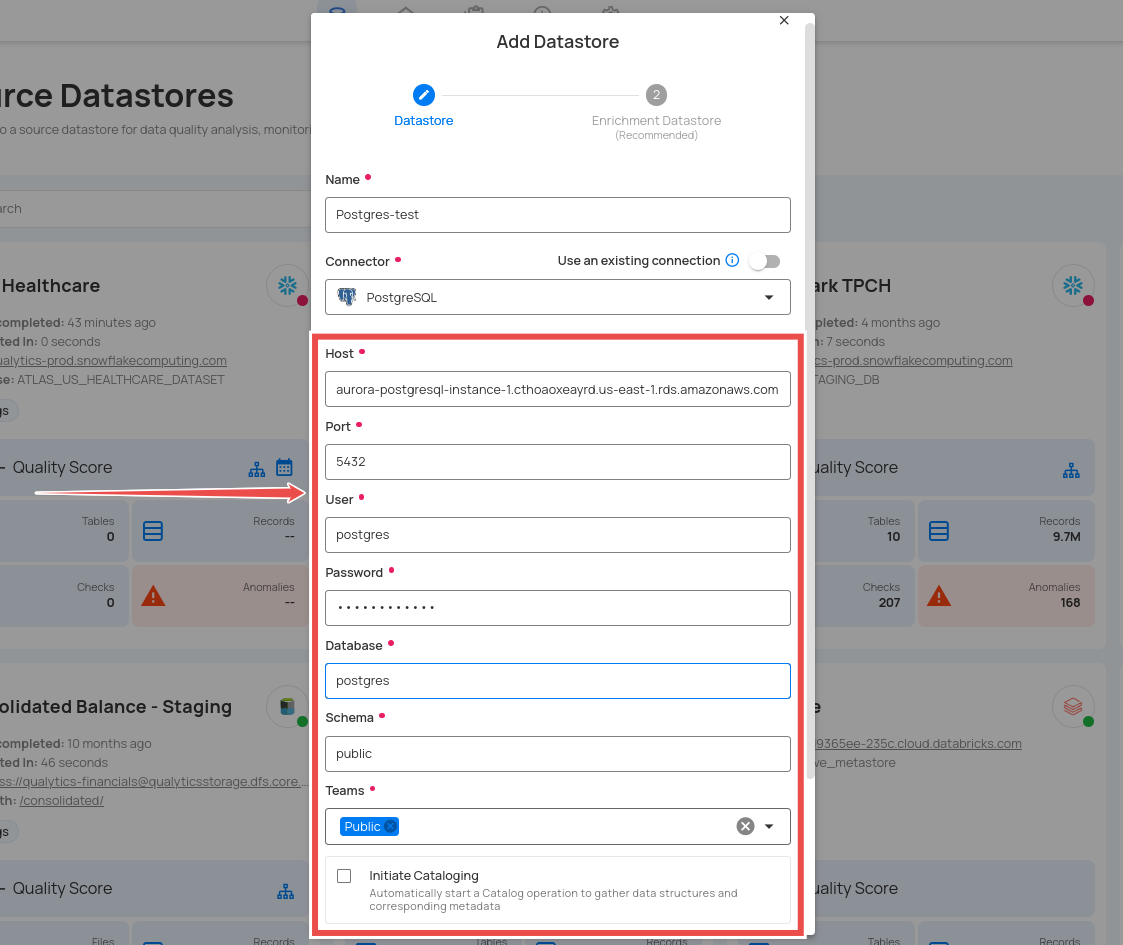 Add Datastore
2
Datastore
Enrichment Datastore
(Recommended)
Name
Postgres-test
Connector
Use an existing connection
PostgreSQL
Host
aurora-postgresql-instance-1.cthoaoxeayrd.us-east-1.rds.amazonaws.com
Port
5432
User
postgres
Password
••••••••••••
Database
postgres
Schema
public
Teams
Public
Initiate Cataloging
Automatically start a Catalog operation to gather data structures and
corresponding metadata
rce Datastores
o a source datastore for data quality analysis, monitori
arch
Healthcare
completed: 43 minutes ago
ted In: 0 seconds
ualytics-prod.snowflakecomputing.com
se: ATLAS_US_HEALTHCARE_DATASET
gs
– Quality Score
Tables
0
Records
--
Checks
0
Anomalies
--
olidated Balance - Staging
completed: 10 months ago
ted In: 46 seconds
ss://qualytics-financials@qualyticsstorage.dfs.core...
th: /consolidated/
gs
– Quality Score
Files
Records
Tables
Records
ark TPCH
pleted: 4 months ago
n: 7 seconds
cs-prod.snowflakecomputing.com
TAGING_DB
uality Score
Tables
10
Records
9.7M
Checks
207
Anomalies
168
e
9365ee-235c.cloud.databricks.com
ve_metastore
uality Score
Tables
Records